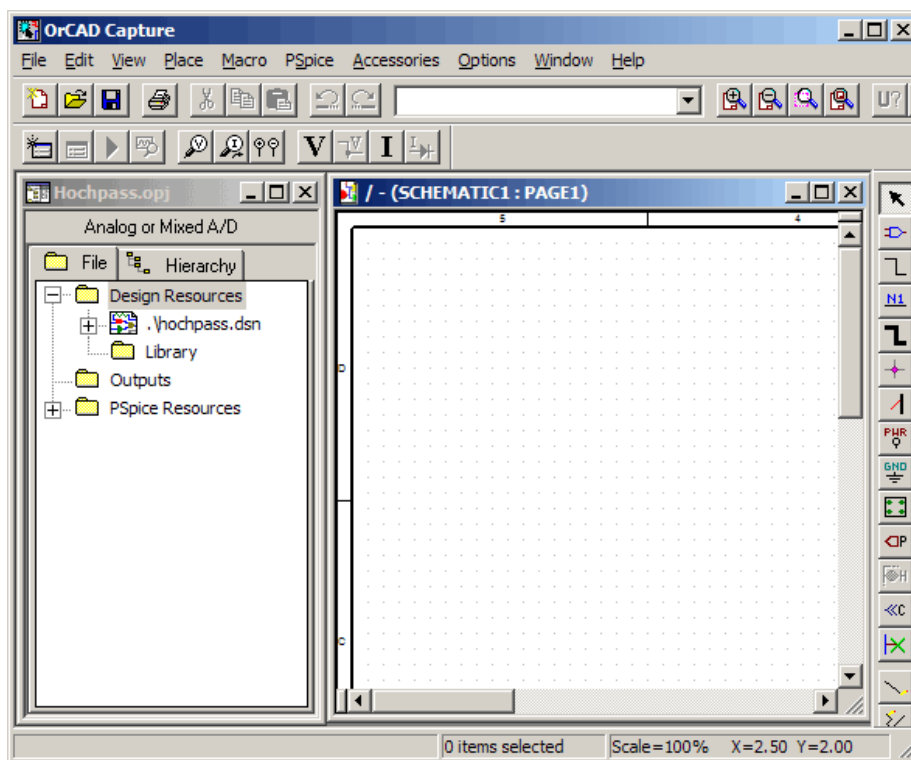 OrCAD Capture
File Edit View Place Macro PSpice Accessories Options Window Help
U?
V I V V I
Hochpass.opj
/ - (SCHEMATIC1 : PAGE1)
Analog or Mixed A/D
File Hierarchy
Design Resources
.\hochpass.dsn
Library
Outputs
PSpice Resources
5 4
D
C
N1
PWR
GND
P
H
C
0 items selected Scale=100% X=2.50 Y=2.00